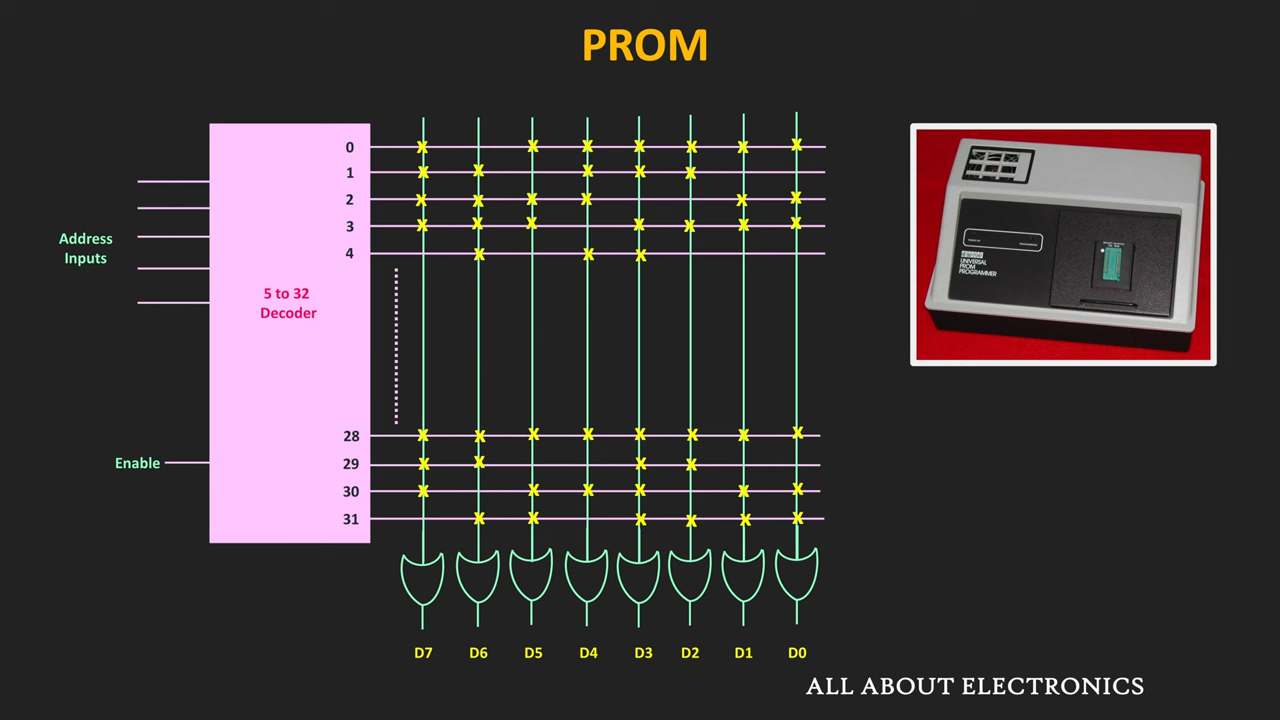 PROM
0
1
2
3
4
Address
Inputs
5 to 32
Decoder
UNIVERSAL
PROM
PROGRAMMER
28
Enable
29
30
31
D7 D6 D5 D4 D3 D2 D1 D0
ALL ABOUT ELECTRONICS